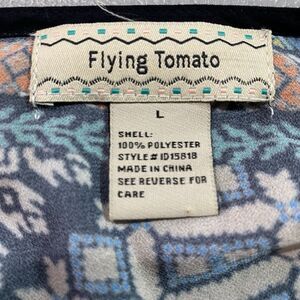 Flying Tomato
L
SHELL:
100% POLYESTER
STYLE # ID15818
MADE IN CHINA
SEE REVERSE FOR
CARE